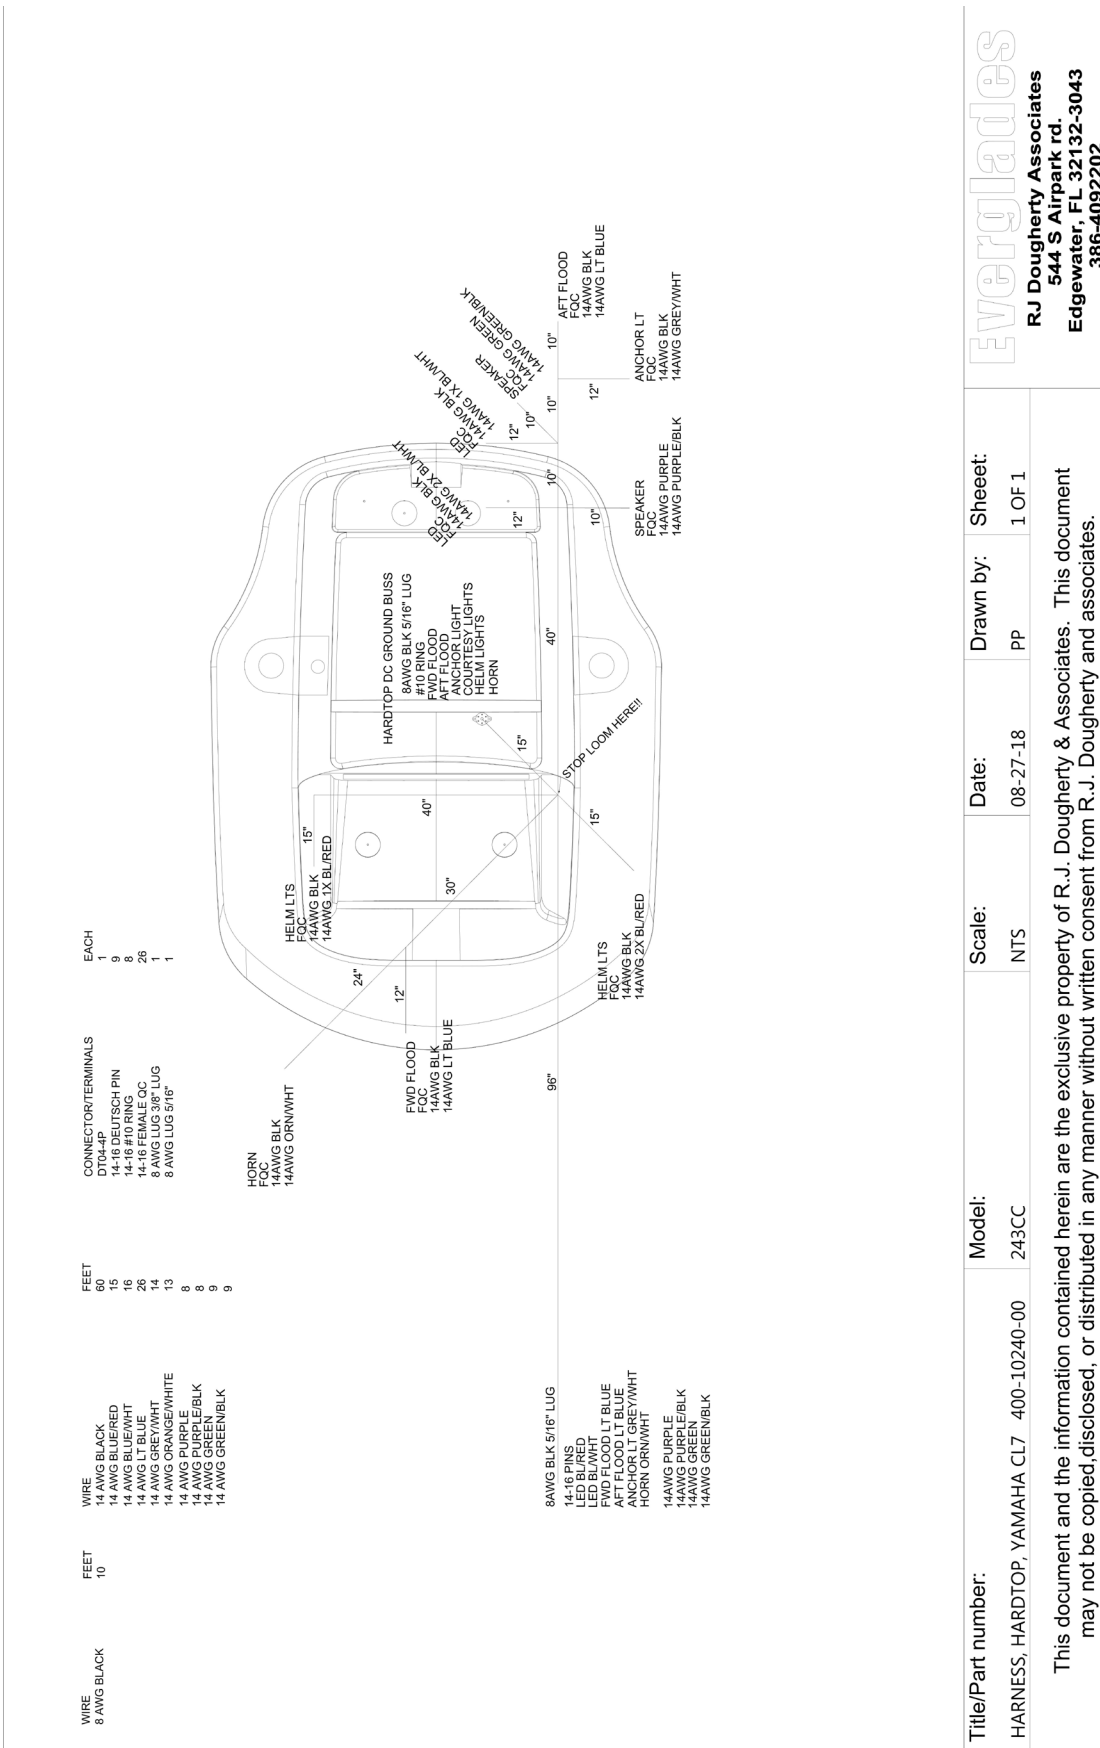 WIRE
8 AWG BLACK
FEET
10
WIRE
14 AWG BLACK
14 AWG BLUE/RED
14 AWG BLUE/WHT
14 AWG LT BLUE
14 AWG GREY/WHT
14 AWG ORANGE/WHITE
14 AWG PURPLE
14 AWG PURPLE/BLK
14 AWG GREEN
14 AWG GREEN/BLK
FEET
60
15
16
26
14
13
8
8
9
9
CONNECTOR/TERMINALS
DT04-4P
14-16 DEUTSCH PIN
14-16 #10 RING
14-16 FEMALE QC
8 AWG LUG 3/8" LUG
8 AWG LUG 5/16"
EACH
1
9
8
26
1
1
HORN
FQC
14AWG BLK
14AWG ORN/WHT
HELM LTS
FQC
14AWG BLK
14AWG 1X BL/RED
15"
24"
12"
FWD FLOOD
FQC
14AWG BLK
14AWG LT BLUE
40"
30"
HARDTOP DC GROUND BUSS
8AWG BLK 5/16" LUG
#10 RING
FWD FLOOD
AFT FLOOD
ANCHOR LIGHT
COURTESY LIGHTS
HELM LIGHTS
HORN
LED
FQC
14AWG BLK
14AWG 2X BL/WHT
LED
FQC
14AWG BLK
14AWG 1X BL/WHT
SPEAKER
FQC
14AWG GREEN
14AWG GREEN/BLK
12"
12"
10"
15"
96"
40"
10"
10"
10"
AFT FLOOD
FQC
14AWG BLK
14AWG LT BLUE
STOP LOOM HERE!!
15"
10"
12"
HELM LTS
FQC
14AWG BLK
14AWG 2X BL/RED
SPEAKER
FQC
14AWG PURPLE
14AWG PURPLE/BLK
ANCHOR LT
FQC
14AWG BLK
14AWG GREY/WHT
8AWG BLK 5/16" LUG
14-16 PINS
LED BL/RED
LED BL/WHT
FWD FLOOD LT BLUE
AFT FLOOD LT BLUE
ANCHOR LT GREY/WHT
HORN ORN/WHT
14AWG PURPLE
14AWG PURPLE/BLK
14AWG GREEN
14AWG GREEN/BLK
Title/Part number:
HARNESS, HARDTOP, YAMAHA CL7 400-10240-00
Model:
243CC
Scale:
NTS
Date:
08-27-18
Drawn by:
PP
Sheeet:
1 OF 1
Everglades
RJ Dougherty Associates
544 S Airpark rd.
Edgewater, FL 32132-3043
386-4092202
This document and the information contained herein are the exclusive property of R.J. Dougherty & Associates. This document
may not be copied,disclosed, or distributed in any manner without written consent from R.J. Dougherty and associates.